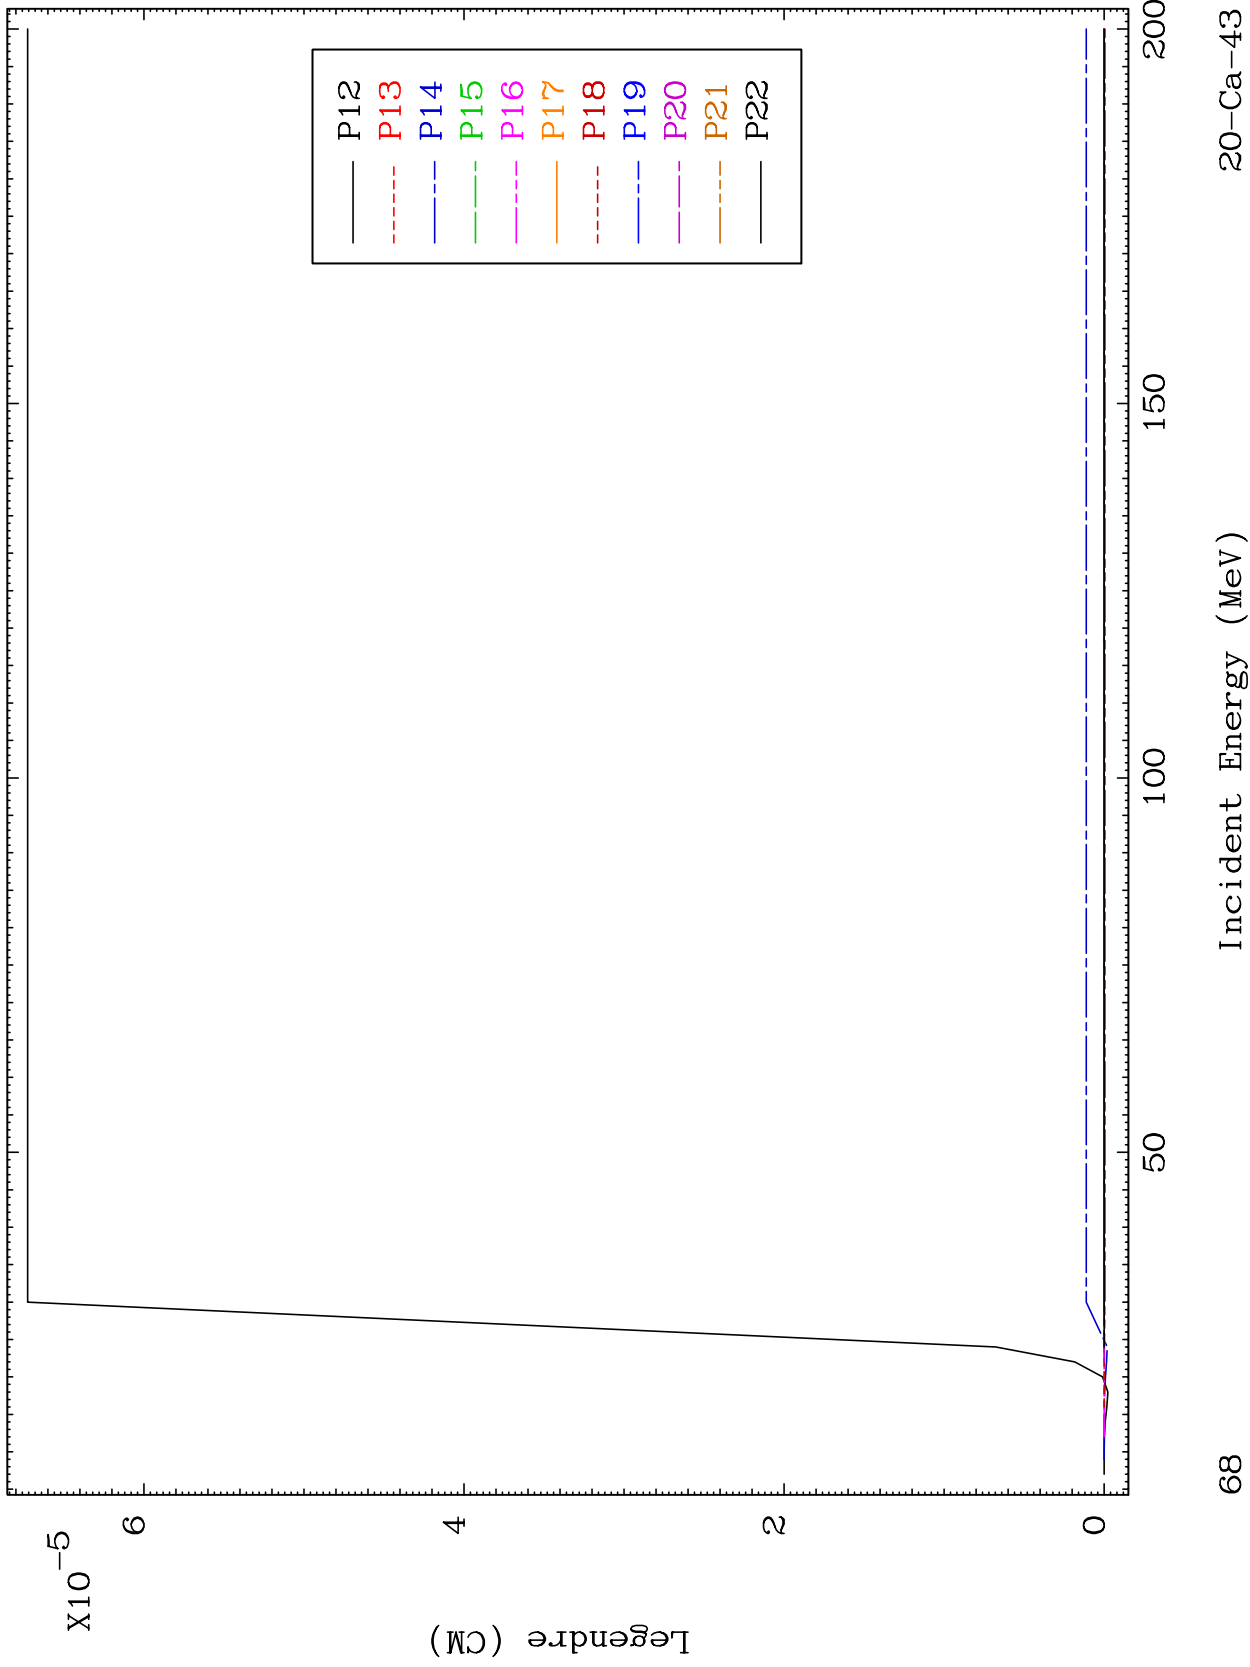 X10
-5
6
4
2
0
Legendre (CM)
P12
P13
P14
P15
P16
P17
P18
P19
P20
P21
P22
50
100
150
200
Incident Energy (MeV)
68
20-Ca-43